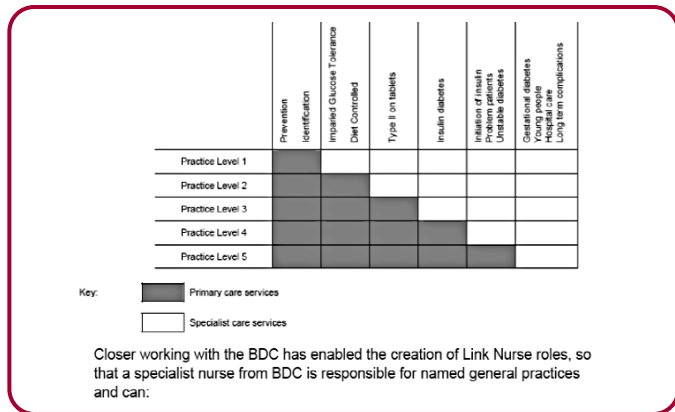 Prevention
Identification
Imparied Glucose Tolerance
Diet Controlled
Type II on tablets
Insulin diabetes
Initiation of insulin
Problem patients
Unstable diabetes
Gestational diabetes
Young people
Hospital care
Long term complications
Practice Level 1
Practice Level 2
Practice Level 3
Practice Level 4
Practice Level 5
Key:
Primary care services
Specialist care services
Closer working with the BDC has enabled the creation of Link Nurse roles, so
that a specialist nurse from BDC is responsible for named general practices
and can: